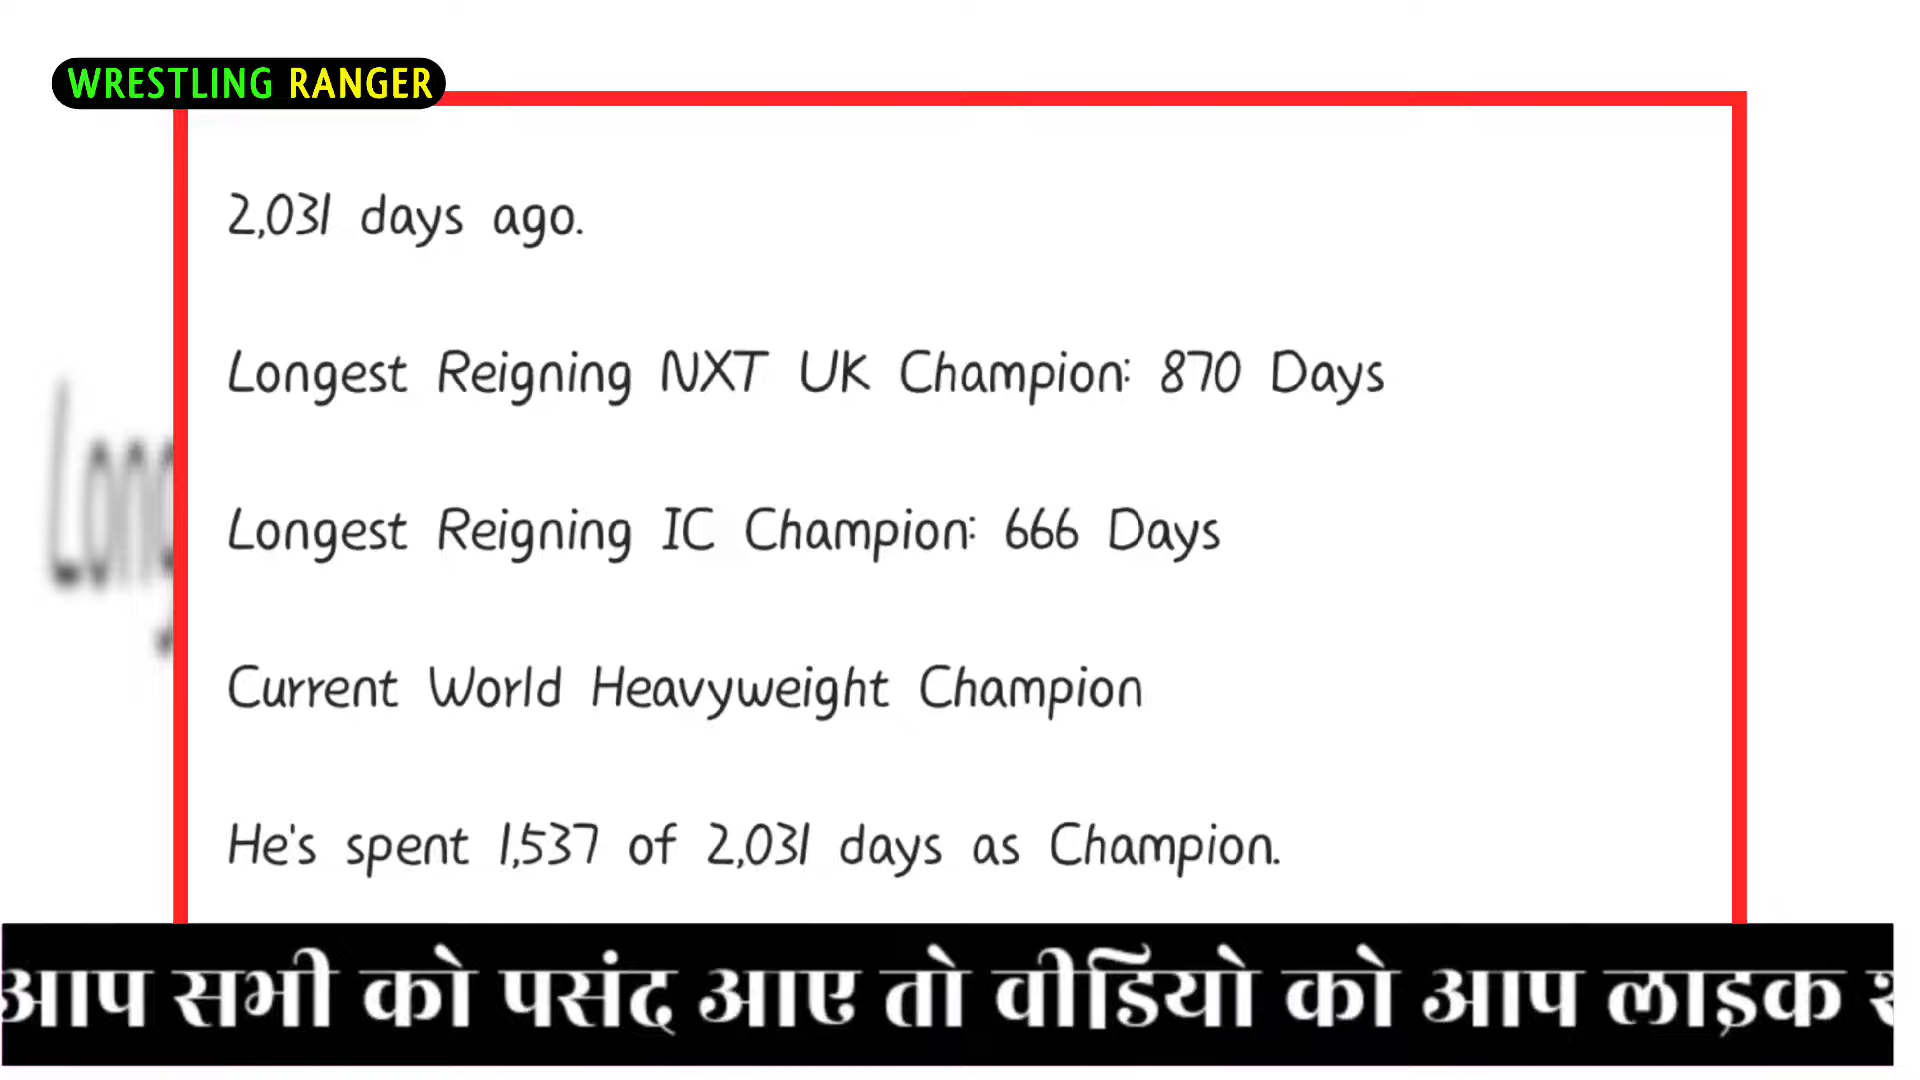 WRESTLING RANGER
2,031 days ago.
Longest Reigning NXT UK Champion: 870 Days
Longest Reigning IC Champion: 666 Days
Current World Heavyweight Champion
He's spent 1,537 of 2,031 days as Champion.
आप सभी को पसंद आए तो वीडियो को आप लाइक